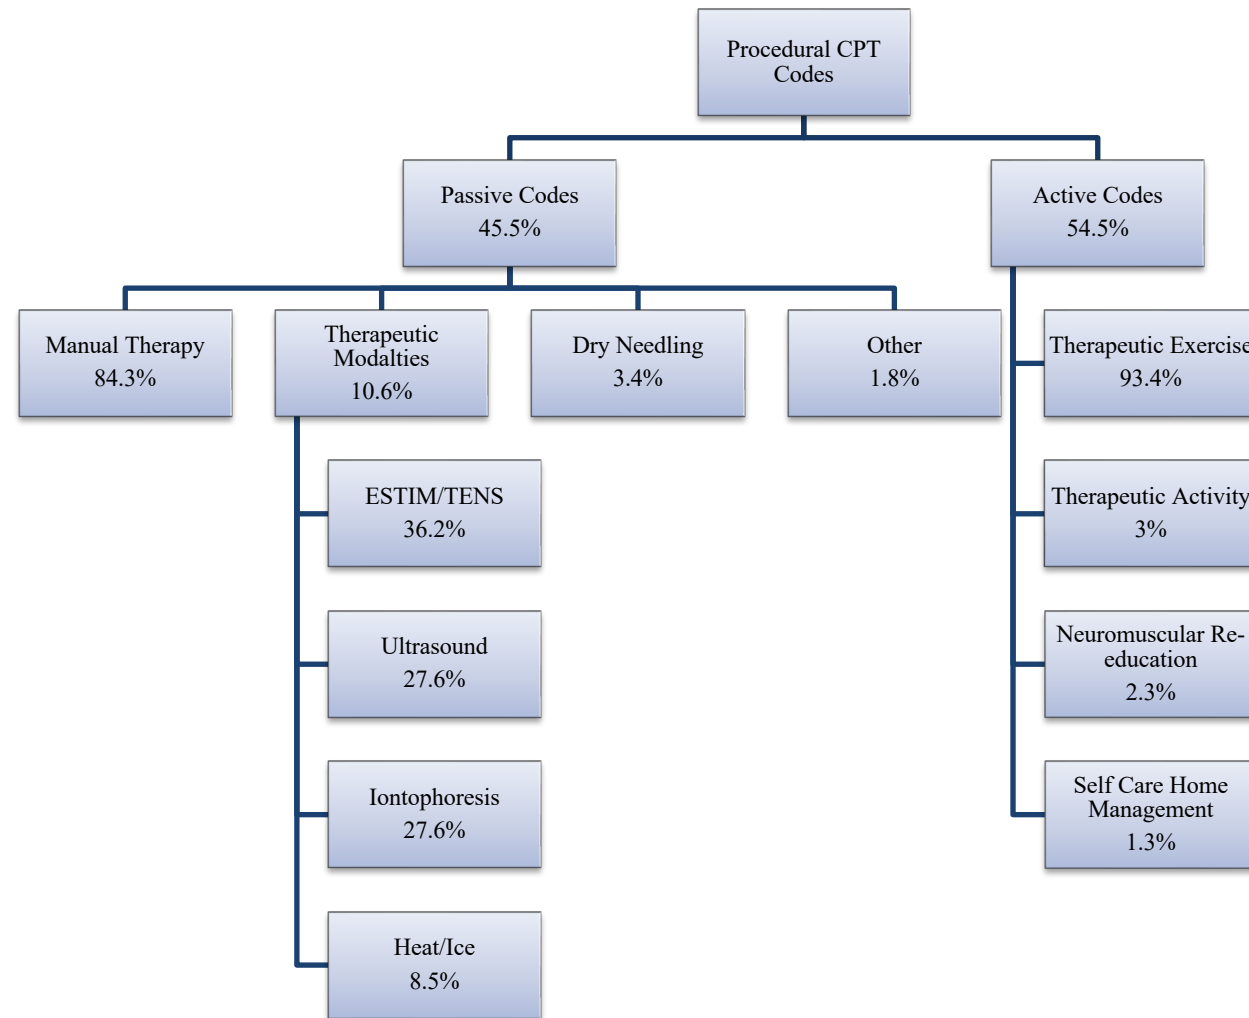 Procedural CPT
Codes
Passive Codes
45.5%
Active Codes
54.5%
Manual Therapy
84.3%
Therapeutic
Modalties
10.6%
Dry Needling
3.4%
Other
1.8%
Therapeutic Exercise
93.4%
ESTIM/TENS
36.2%
Therapeutic Activity
3%
Ultrasound
27.6%
Neuromuscular Re-
education
2.3%
Iontophoresis
27.6%
Self Care Home
Management
1.3%
Heat/Ice
8.5%